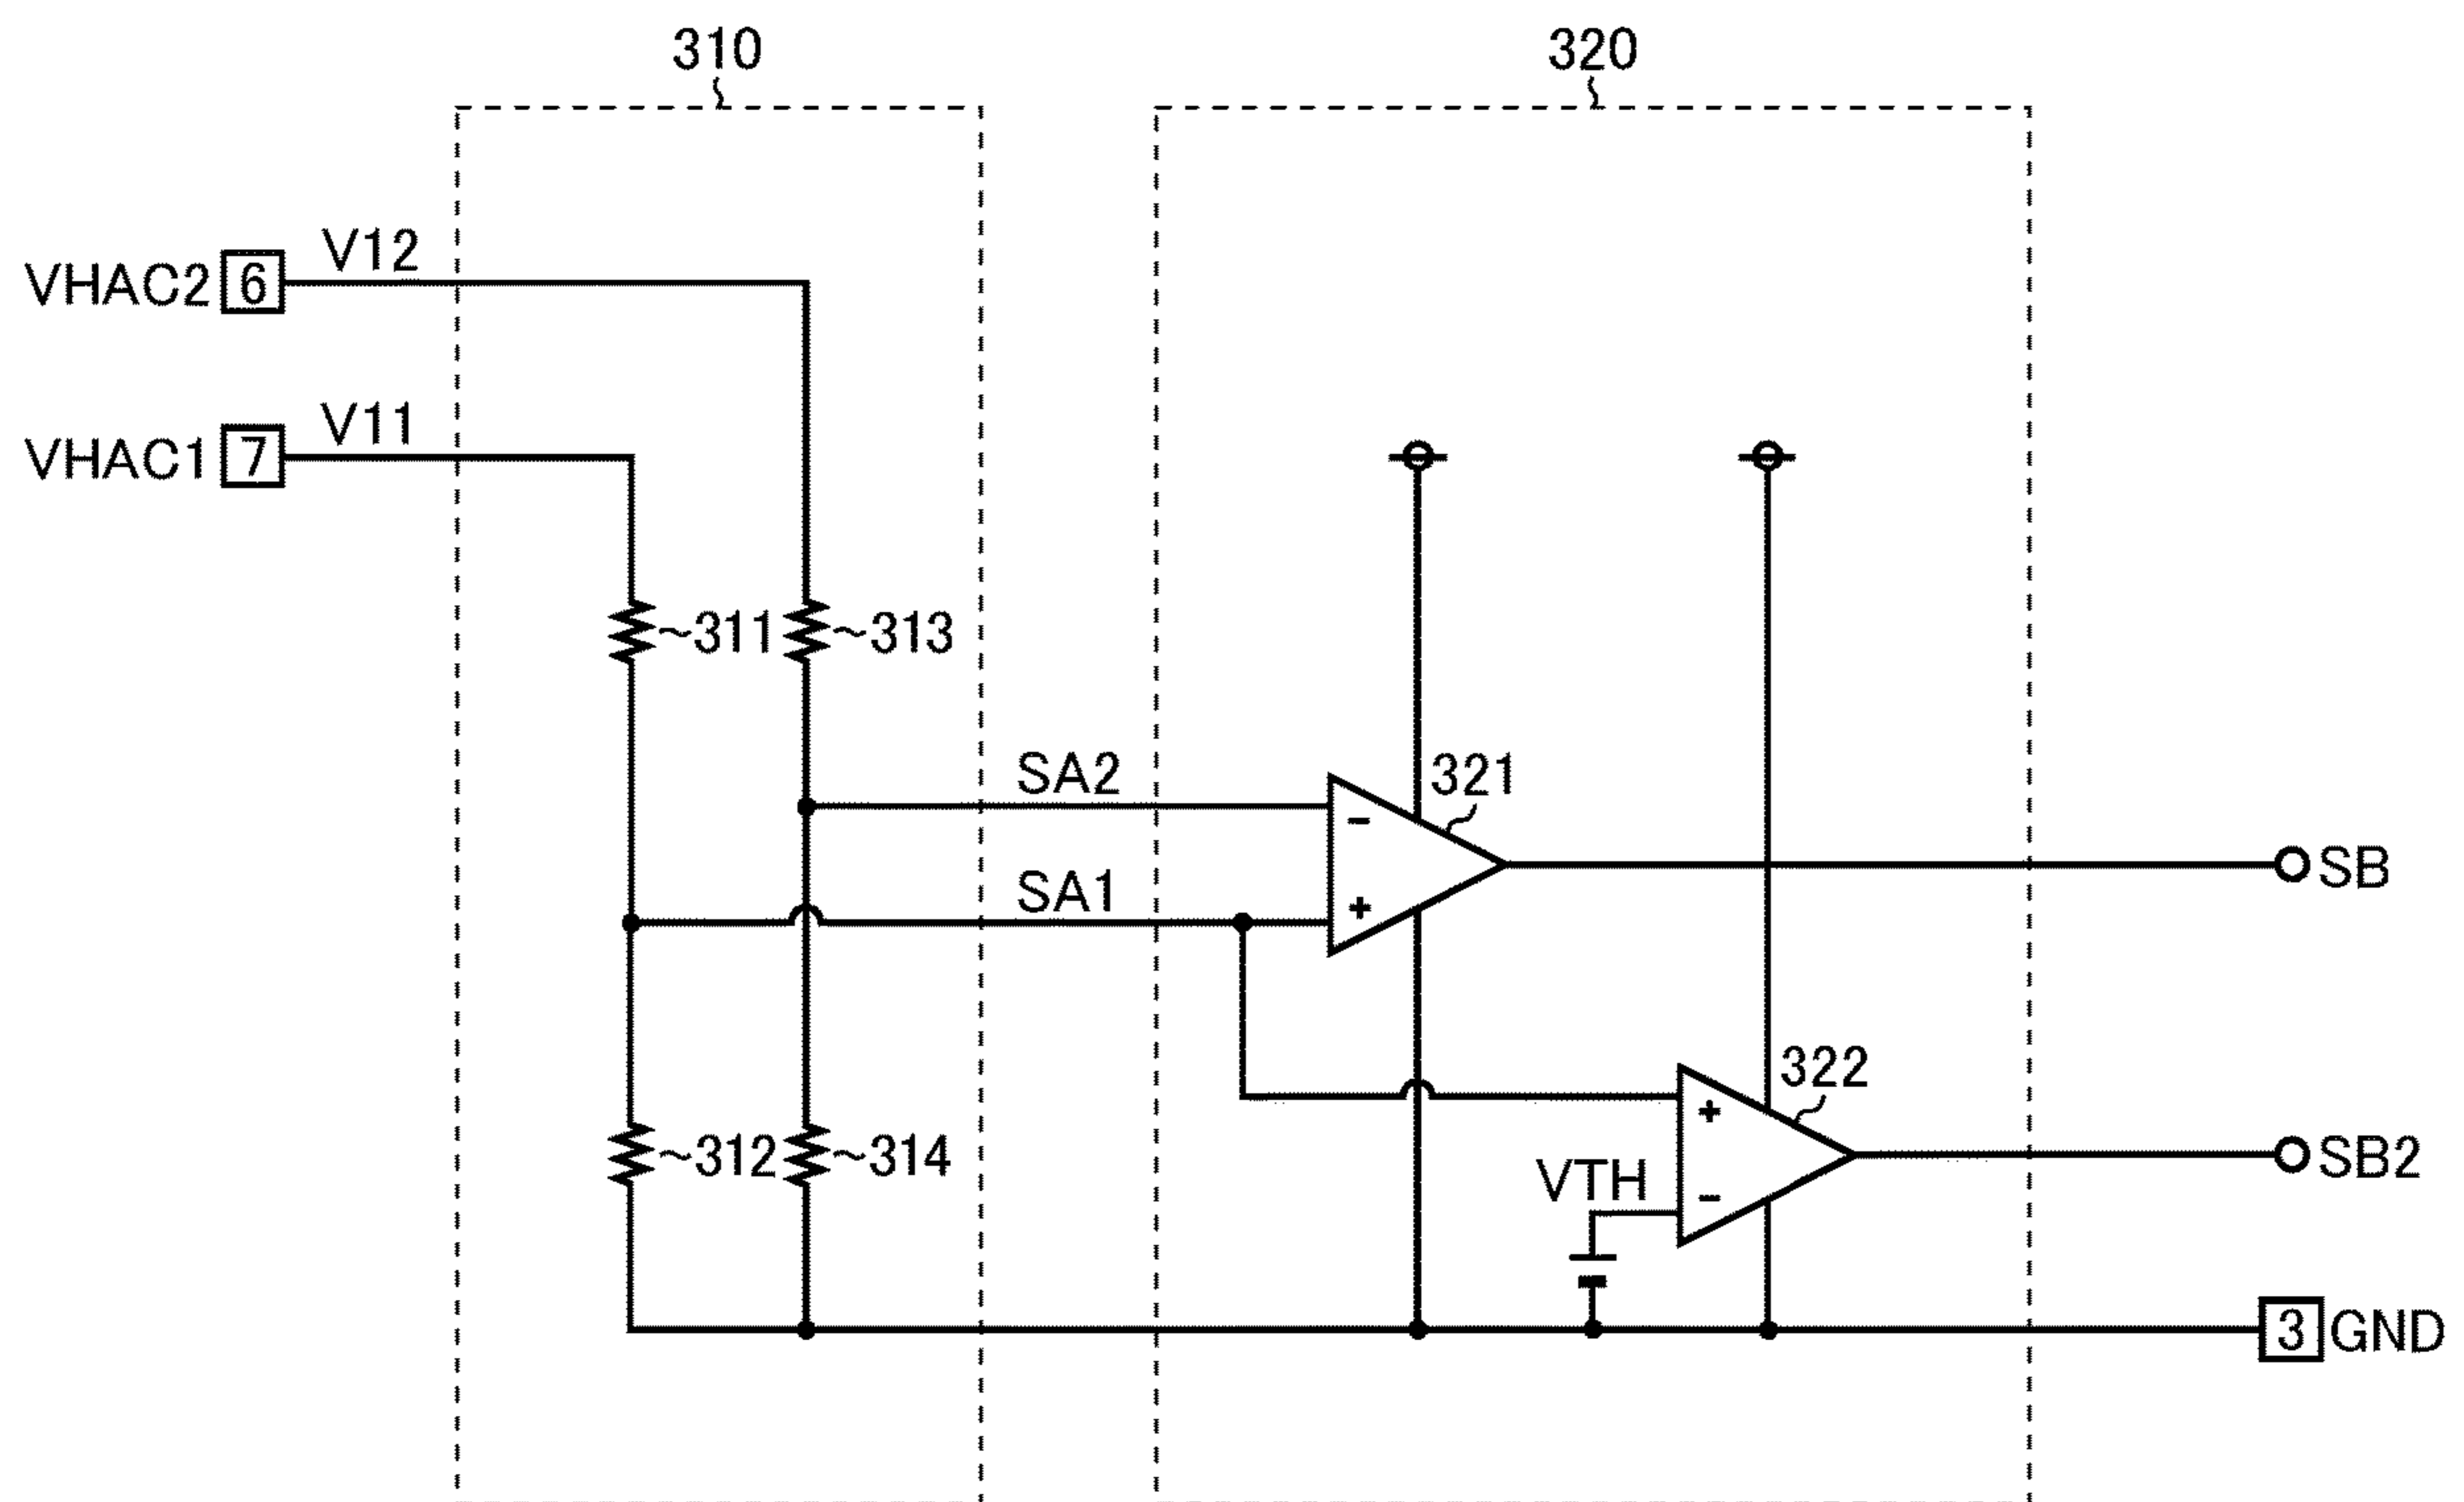 310
320
VHAC2 6 V12
VHAC1 7 V11
~311 ~313
SA2
321
SA1
SB
~312 ~314
322
VTH
SB2
3 GND
- +
+ -